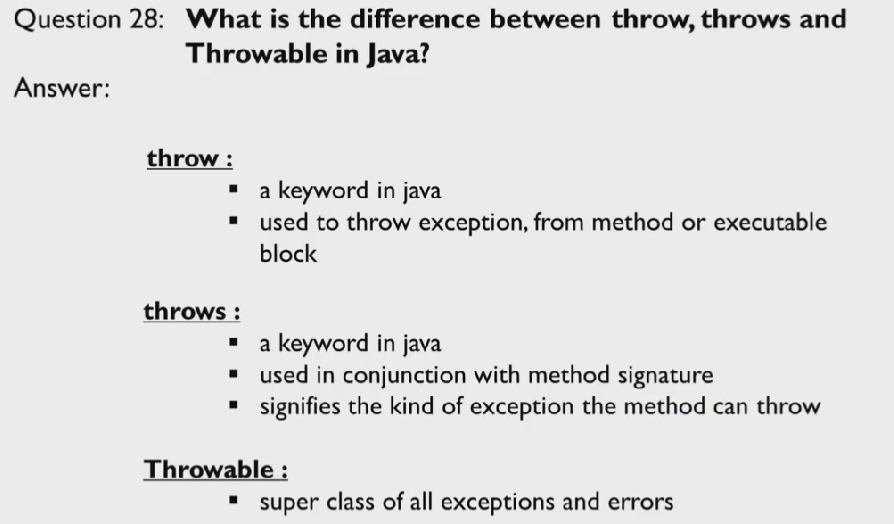 Question 28: What is the difference between throw, throws and
Throwable in Java?
Answer:
throw :
▪ a keyword in java
▪ used to throw exception, from method or executable
block
throws :
▪ a keyword in java
▪ used in conjunction with method signature
▪ signifies the kind of exception the method can throw
Throwable :
▪ super class of all exceptions and errors